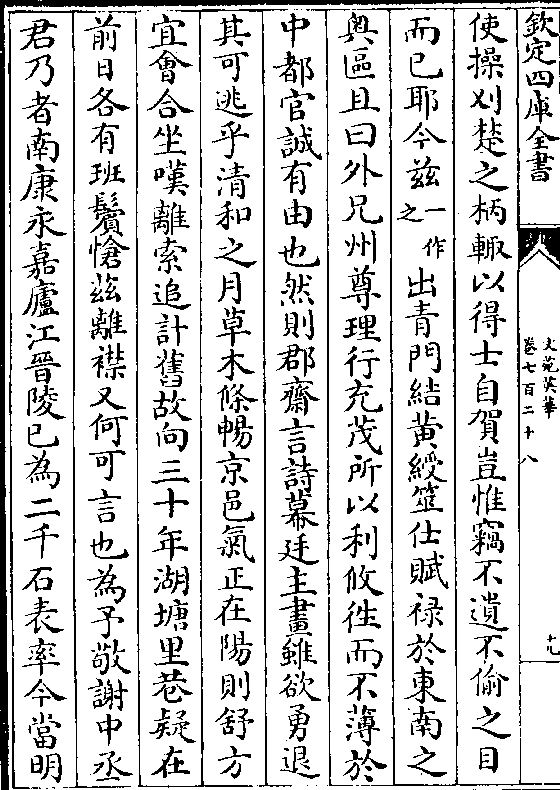 欽定四庫全書
文苑英華
卷七百二十八
十九
使操刈楚之柄輙以得士自賀豈惟竊不遺不偷之目
而已耶今兹一作之出青門結黄綬筮仕賦禄於東南之
奥區且曰外兄州尊理行充茂所以利攸徃而不薄於
中都官誠有由也然則郡齋言詩幕廷主畫雖欲勇退
其可逃乎清和之月草木條暢京邑氣正在陽則舒方
宜會合坐嘆離索追計舊故向三十年湖塘里巷疑在
前日各有班鬢愴兹離襟又何可言也為予敬謝中丞
君乃者南康永嘉廬江晉陵已為二千石表率今當明